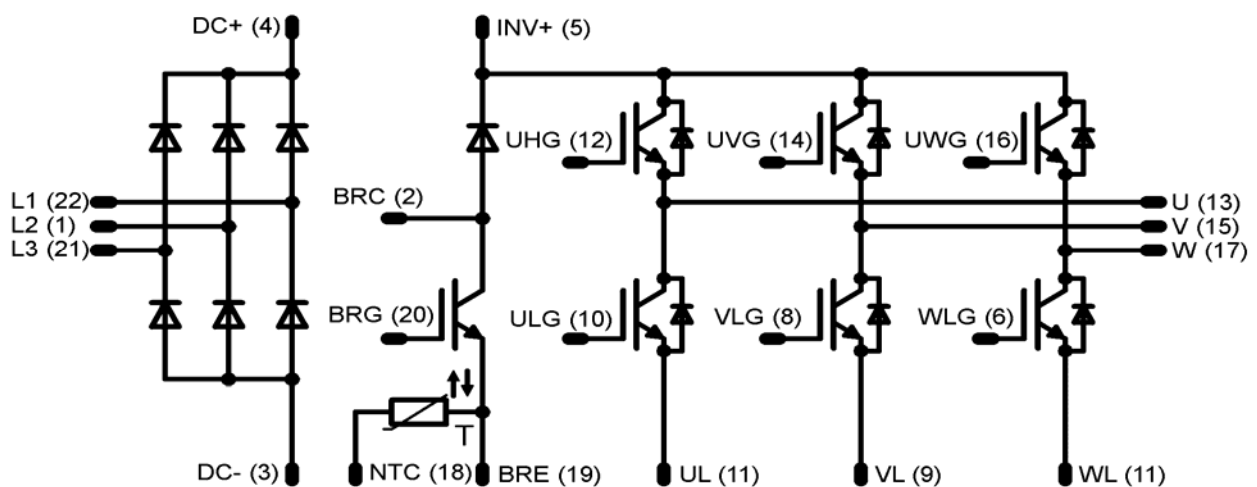 DC+ (4)
INV+ (5)
UHG (12)
UVG (14)
UWG (16)
BRC (2)
L1 (22)
L2 (1)
L3 (21)
U (13)
V (15)
W (17)
BRG (20)
ULG (10)
VLG (8)
WLG (6)
T
DC- (3)
NTC (18)
BRE (19)
UL (11)
VL (9)
WL (11)